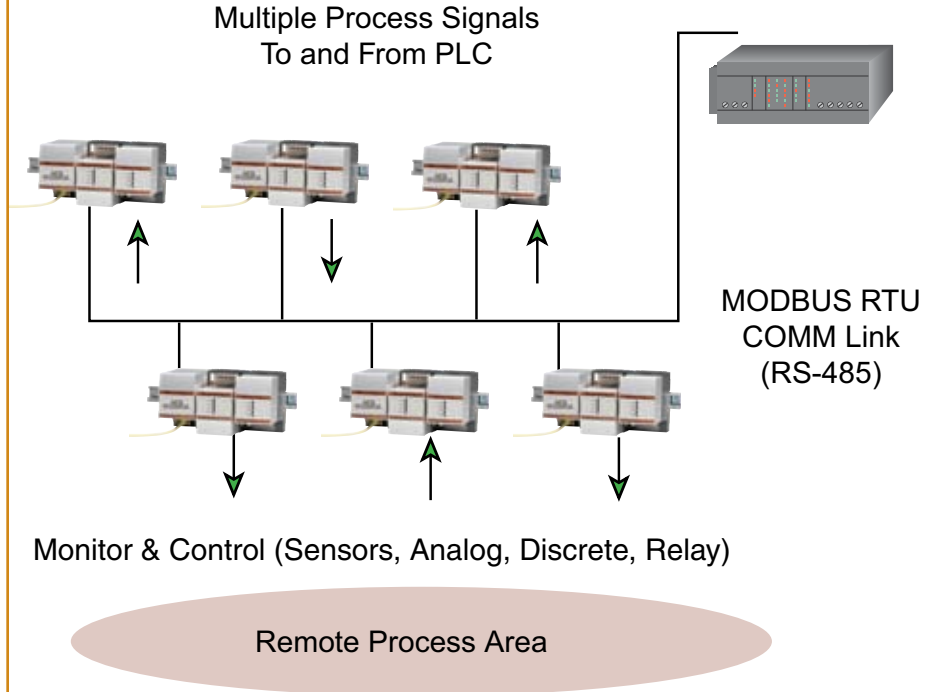 Multiple Process Signals
To and From PLC
MODBUS RTU
COMM Link
(RS-485)
Monitor & Control (Sensors, Analog, Discrete, Relay)
Remote Process Area